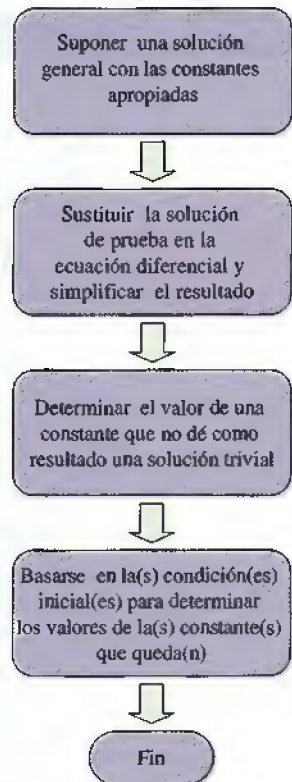 Suponer una solución
general con las constantes
apropiadas
Sustituir la solución
de prueba en la
ecuación diferencial y
simplificar el resultado
Determinar el valor de una
constante que no dé como
resultado una solución trivial
Basarse en la(s) condición(es)
inicial(es) para determinar
los valores de la(s) constante(s)
que queda(n)
Fin